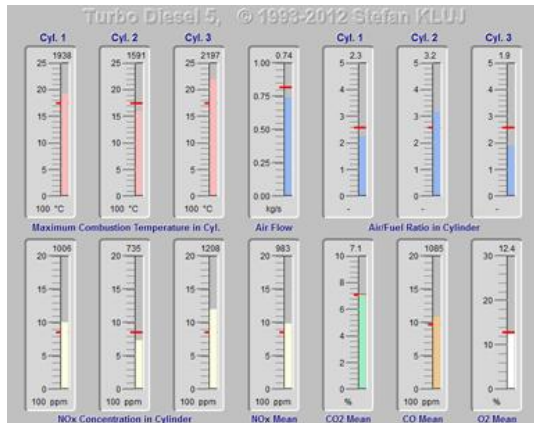 Turbo Diesel 5, © 1993-2012 Stefan KLUJ
Cyl. 1 Cyl. 2 Cyl. 3 Cyl. 1 Cyl. 2 Cyl. 3
1938 1591 2197 0.74 2.3 3.2 1.9
25 25 25 1.00 5 5 5
20 20 20 0.75 4 4 4
15 15 15 0.50 3 3 3
10 10 10 0.25 2 2 2
5 5 5 1 1 1
0 0 0 0.00 0 0 0
100 °C 100 °C 100 °C kg/s - - -
Maximum Combustion Temperature in Cyl. Air Flow Air/Fuel Ratio in Cylinder
1006 735 1208 983 7.1 1085 12.4
20 20 20 20 10 20 30
15 15 15 15 8 15 20
10 10 10 10 6 10 10
5 5 5 5 4 5
0 0 0 0 2 0 0
0
100 ppm 100 ppm 100 ppm 100 ppm % 100 ppm %
NOx Concentration in Cylinder NOx Mean CO2 Mean CO Mean O2 Mean